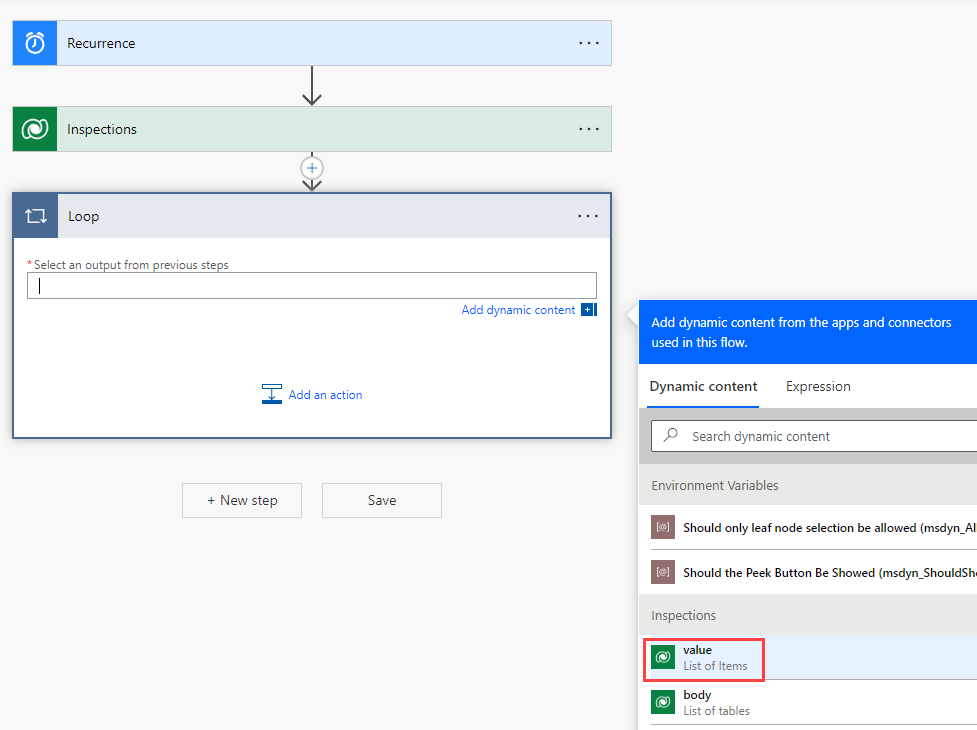 Recurrence
Inspections
Loop
*Select an output from previous steps
Add dynamic content
Add an action
+ New step
Save
Add dynamic content from the apps and connectors
used in this flow.
Dynamic content
Expression
Search dynamic content
Environment Variables
Should only leaf node selection be allowed (msdyn_Al
Should the Peek Button Be Showed (msdyn_ShouldSho
Inspections
value
List of Items
body
List of tables